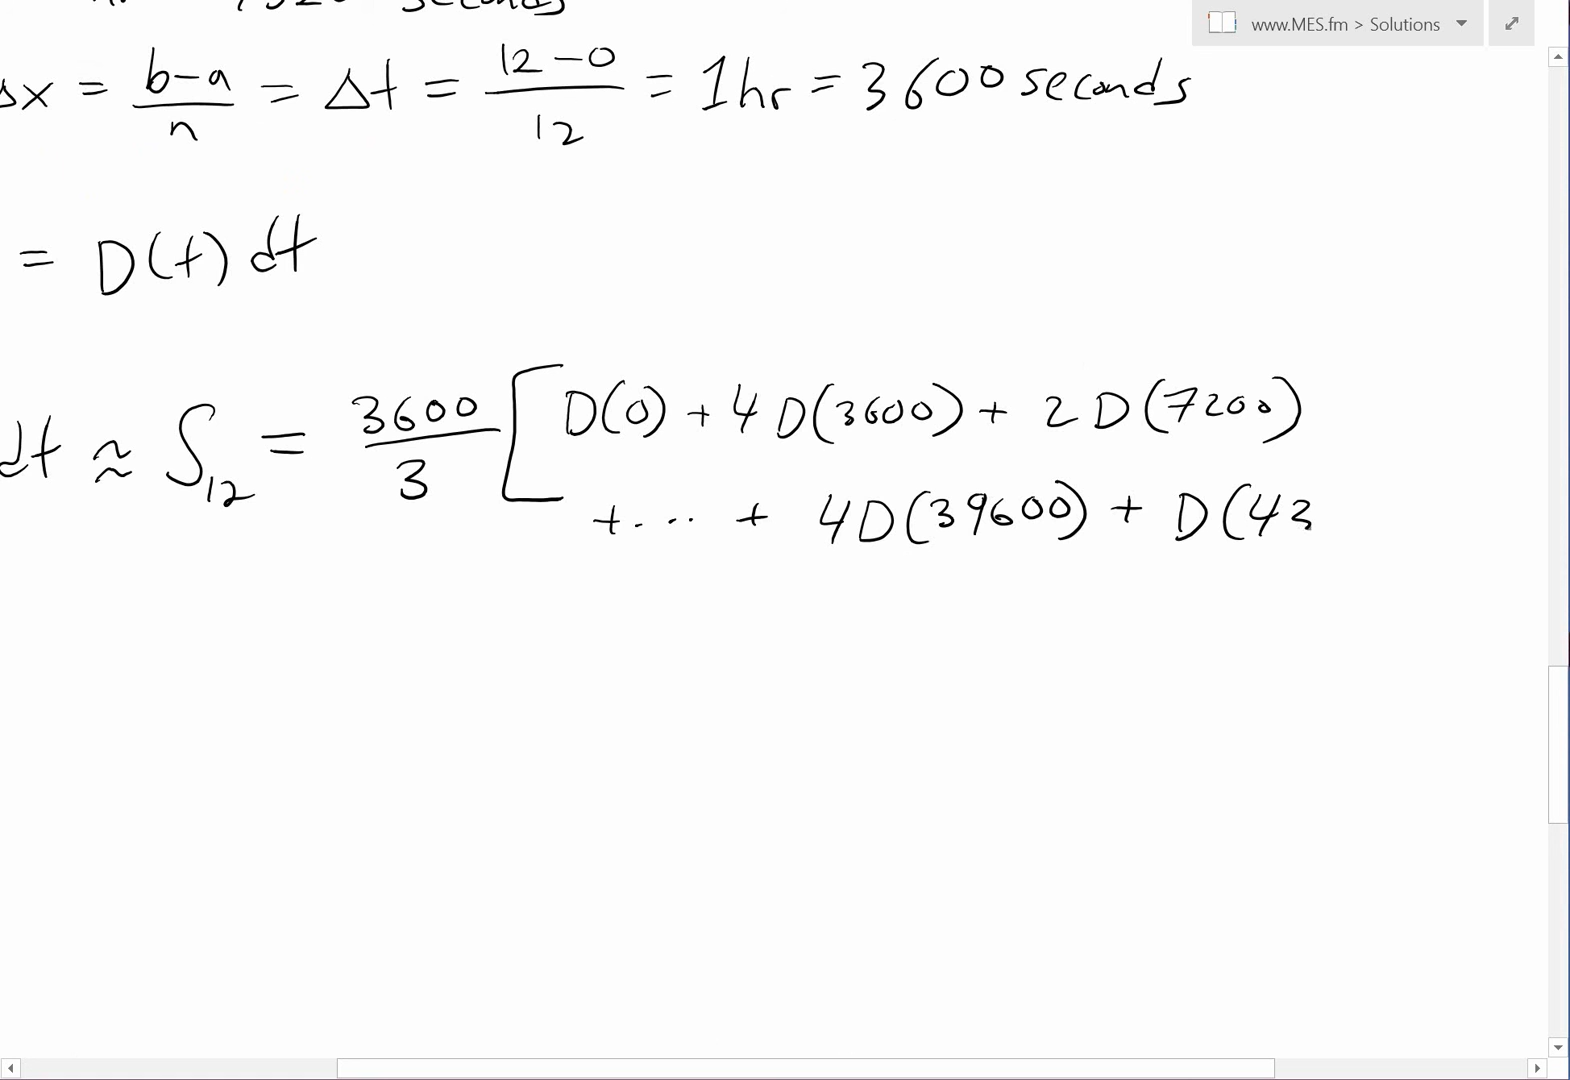 seconds
www.MES.fm > Solutions
Δx = b-a/n = Δt = 12-0/12 = 1hr = 3600 seconds
= D(t) dt
dt ≈ S₁₂ = 3600/3 [D(0) + 4D(3600) + 2D(7200)
+... + 4D(39600) + D(43